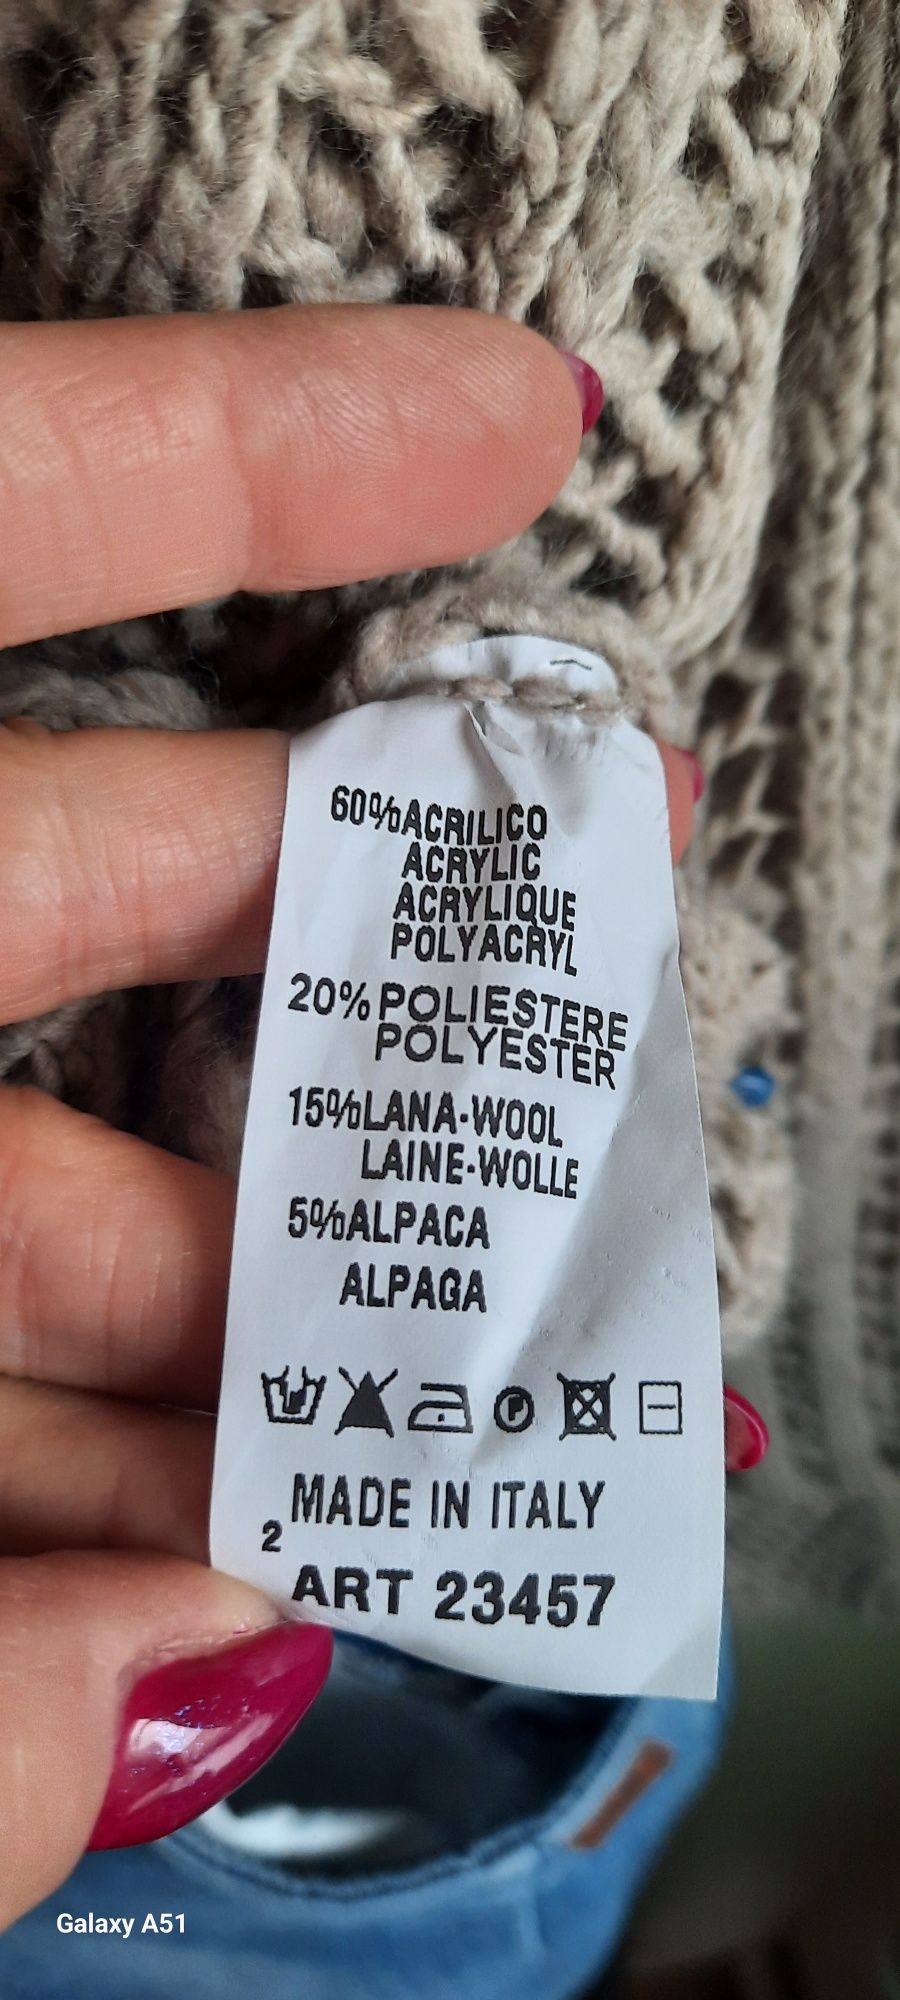 60%ACRILICO
ACRYLIC
ACRYLIQUE
POLYACRYL
20%POLIESTERE
POLYESTER
15%LANA-WOOL
LAINE-WOLLE
5%ALPACA
ALPAGA
P
MADE IN ITALY
2
ART 23457
Galaxy A51